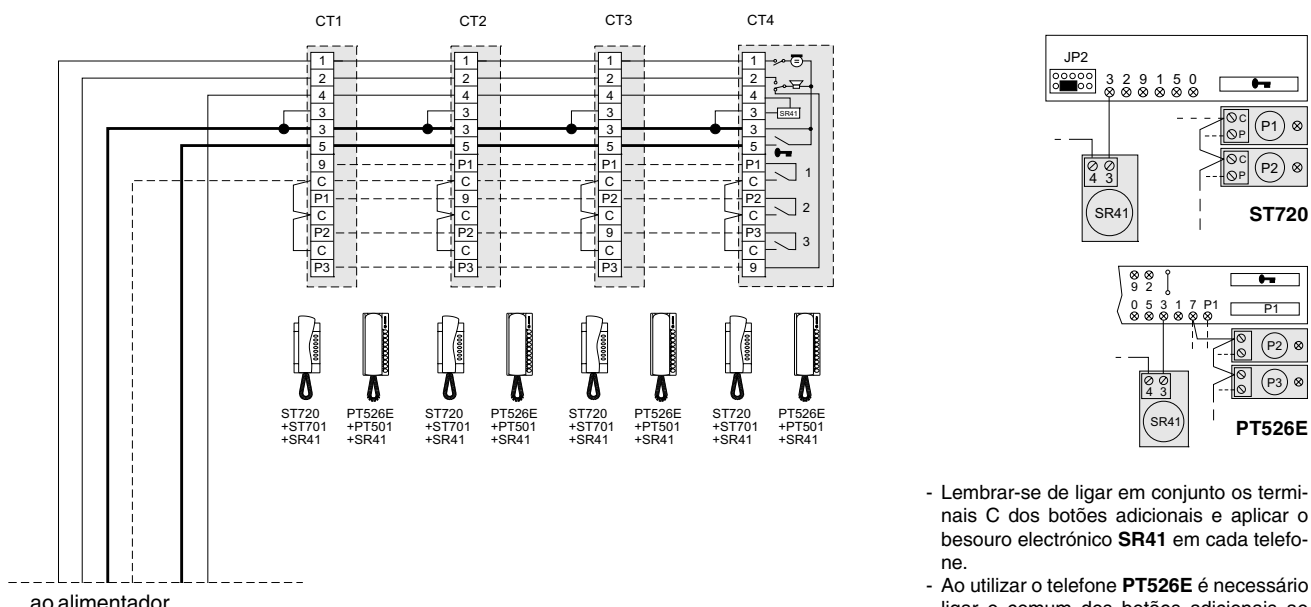 CT1 CT2 CT3 CT4
1 1 1 1
2 2 2 2
4 4 4 4
3 3 3 3 SR41
3 3 3 3
5 5 5 5
9 P1 P1 P1
C C C C 1
P1 9 P2 P2
C C C C 2
P2 P2 9 P3
C C C C 3
P3 P3 P3 9
ST720 PT526E ST720 PT526E ST720 PT526E ST720 PT526E
+ST701 +PT501 +ST701 +PT501 +ST701 +PT501 +ST701 +PT501
+SR41 +SR41 +SR41 +SR41 +SR41 +SR41 +SR41 +SR41
ao alimentador
JP2
3 2 9 1 5 0
C P1
P
C P2
P
4 3
SR41
ST720
9 2
0 5 3 1 7 P1 P1
P2
P3
4 3
SR41
PT526E
- Lembrar-se de ligar em conjunto os termi-
nais C dos botões adicionais e aplicar o
besouro electrónico SR41 em cada telefo-
ne.
- Ao utilizar o telefone PT526E é necessário
ligar o comum dos botões adicionais ao